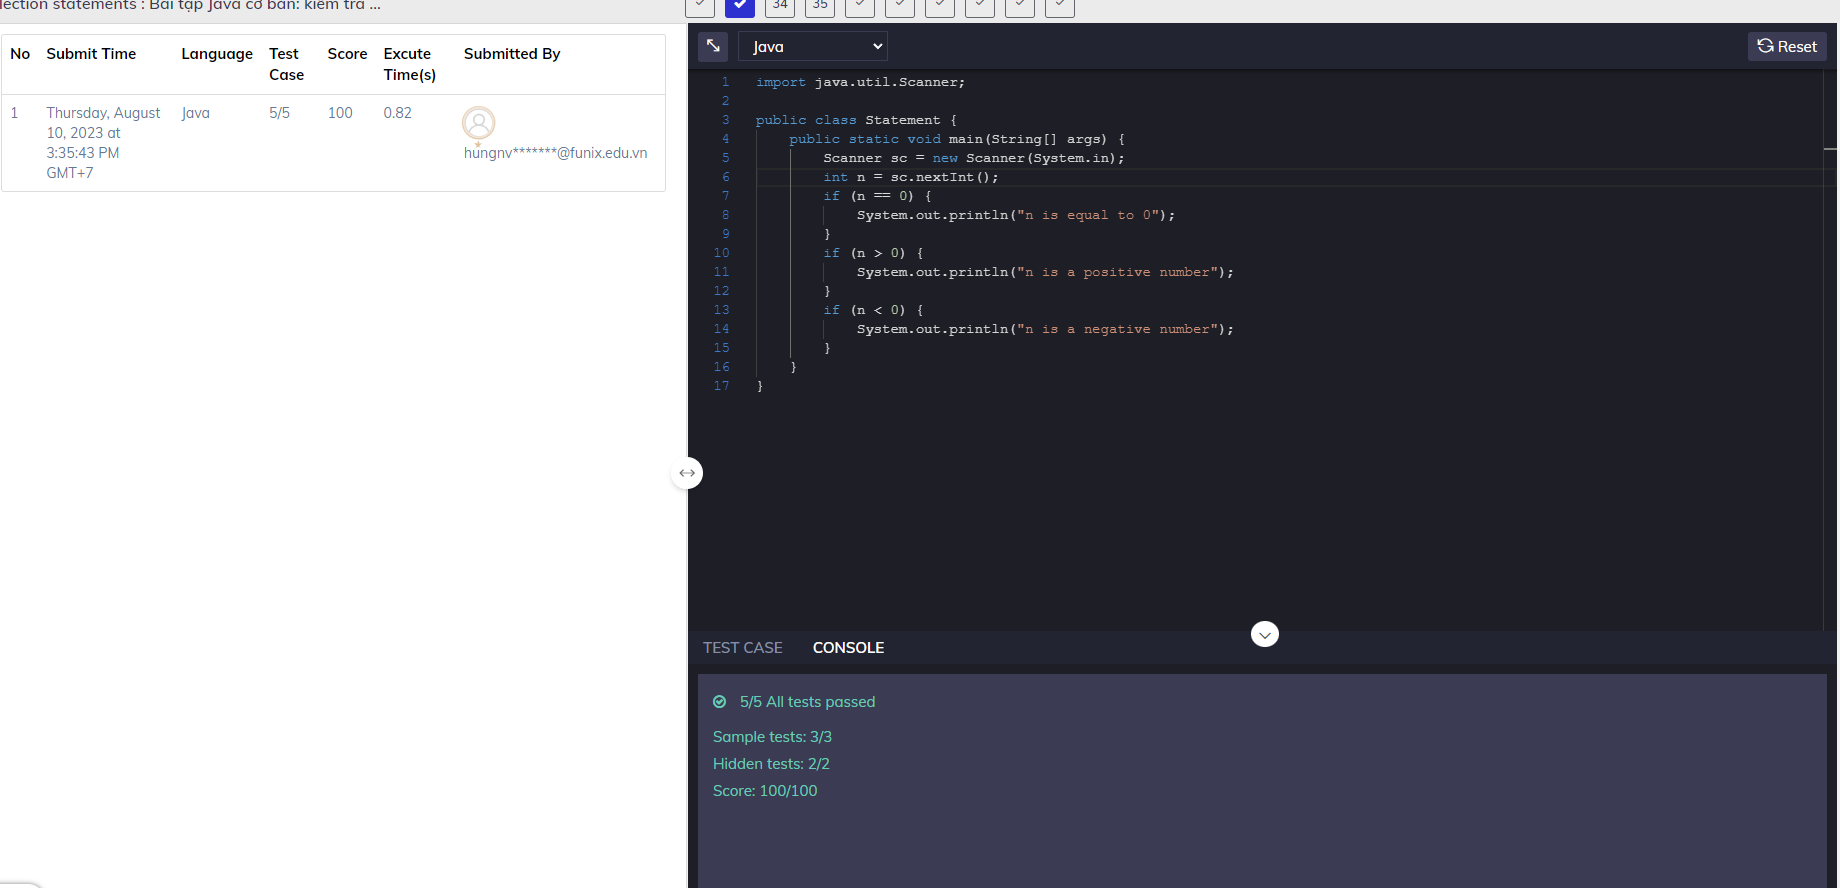 lection statements : Bài tập Java cơ bản: kiểm tra ...
34
35
No Submit Time Language Test Case Score Excute Time(s) Submitted By
1 Thursday, August 10, 2023 at 3:35:43 PM GMT+7 Java 5/5 100 0.82 hungnv*******@funix.edu.vn
Java
Reset
1 import java.util.Scanner;
2
3 public class Statement {
4 public static void main(String[] args) {
5 Scanner sc = new Scanner(System.in);
6 int n = sc.nextInt();
7 if (n == 0) {
8 System.out.println("n is equal to 0");
9 }
10 if (n > 0) {
11 System.out.println("n is a positive number");
12 }
13 if (n < 0) {
14 System.out.println("n is a negative number");
15 }
16 }
17 }
TEST CASE CONSOLE
5/5 All tests passed
Sample tests: 3/3
Hidden tests: 2/2
Score: 100/100